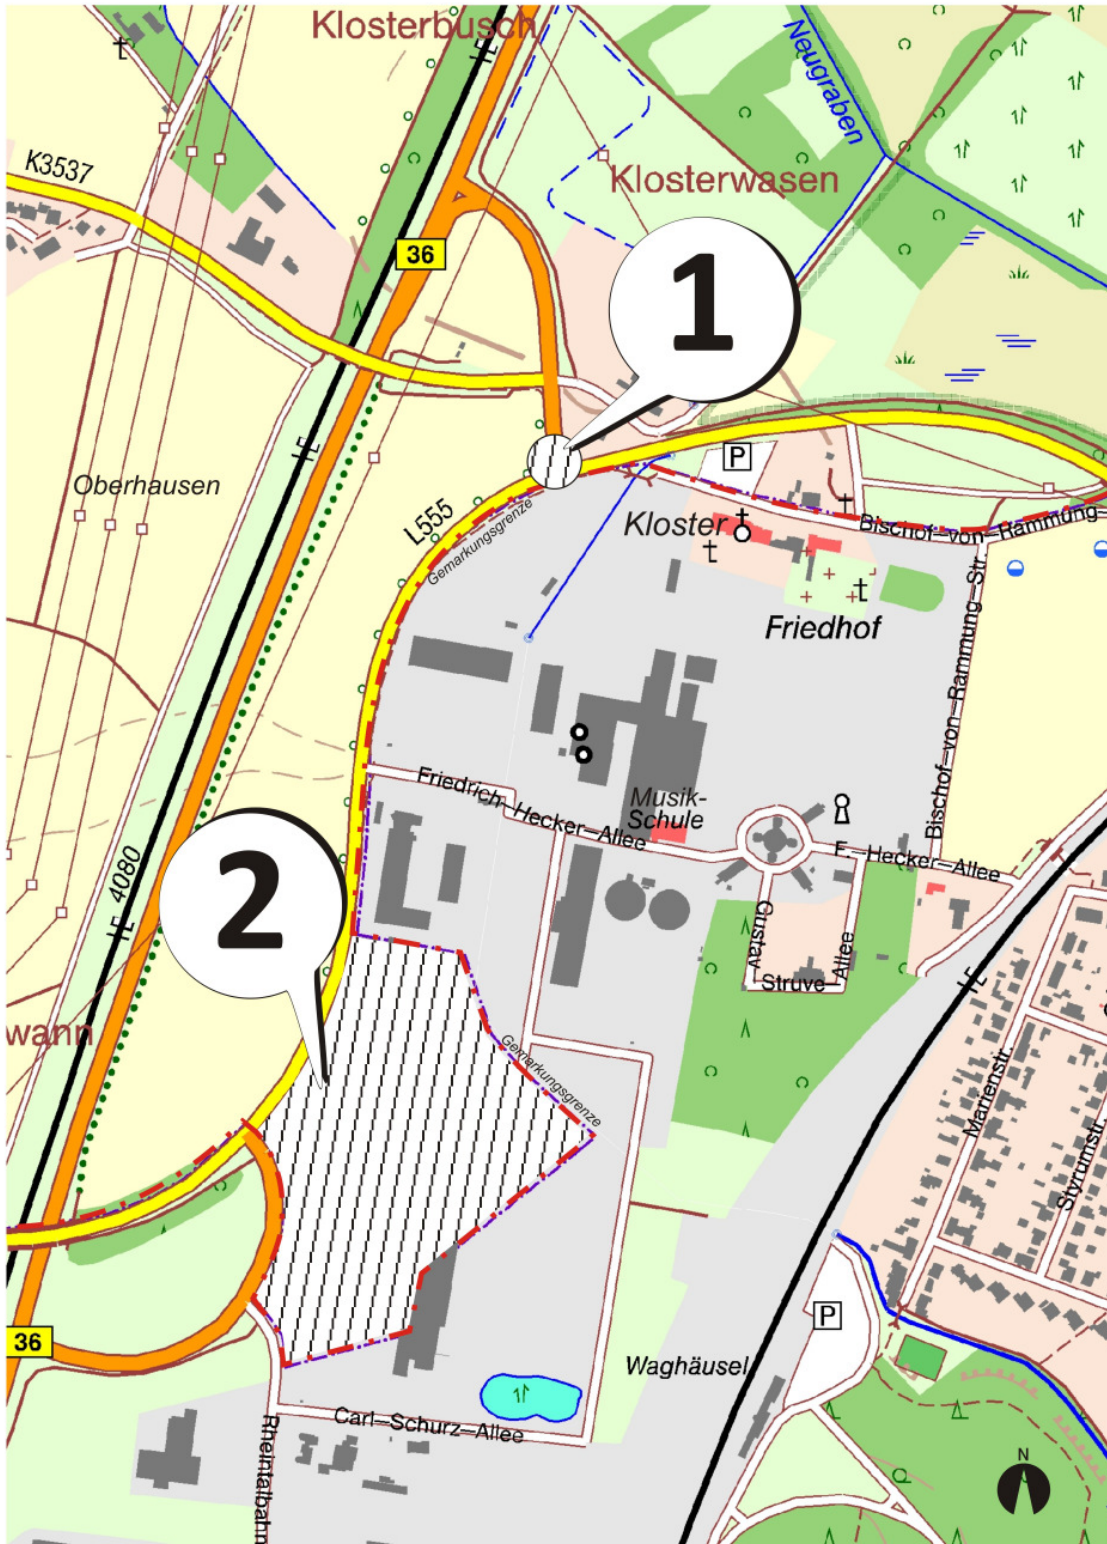 Klosterbusch
Neugraben
K3537
Klosterwasen
36
1
Oberhausen
P
L555
Gemarkungsgrenze
Kloster
Bischof–von–Rammung–
Friedhof
Bischof–von–Rammung–Str
Friedrich–Hecker–Allee
Musik-
Schule
F.–Hecker–Allee
4080
2
Gustav
Struve–Allee
wann
Gemarkungsgrenze
Marienstr.
Styrumstr.
P
36
Waghäusel
Carl–Schurz–Allee
Rheintalbahn
N